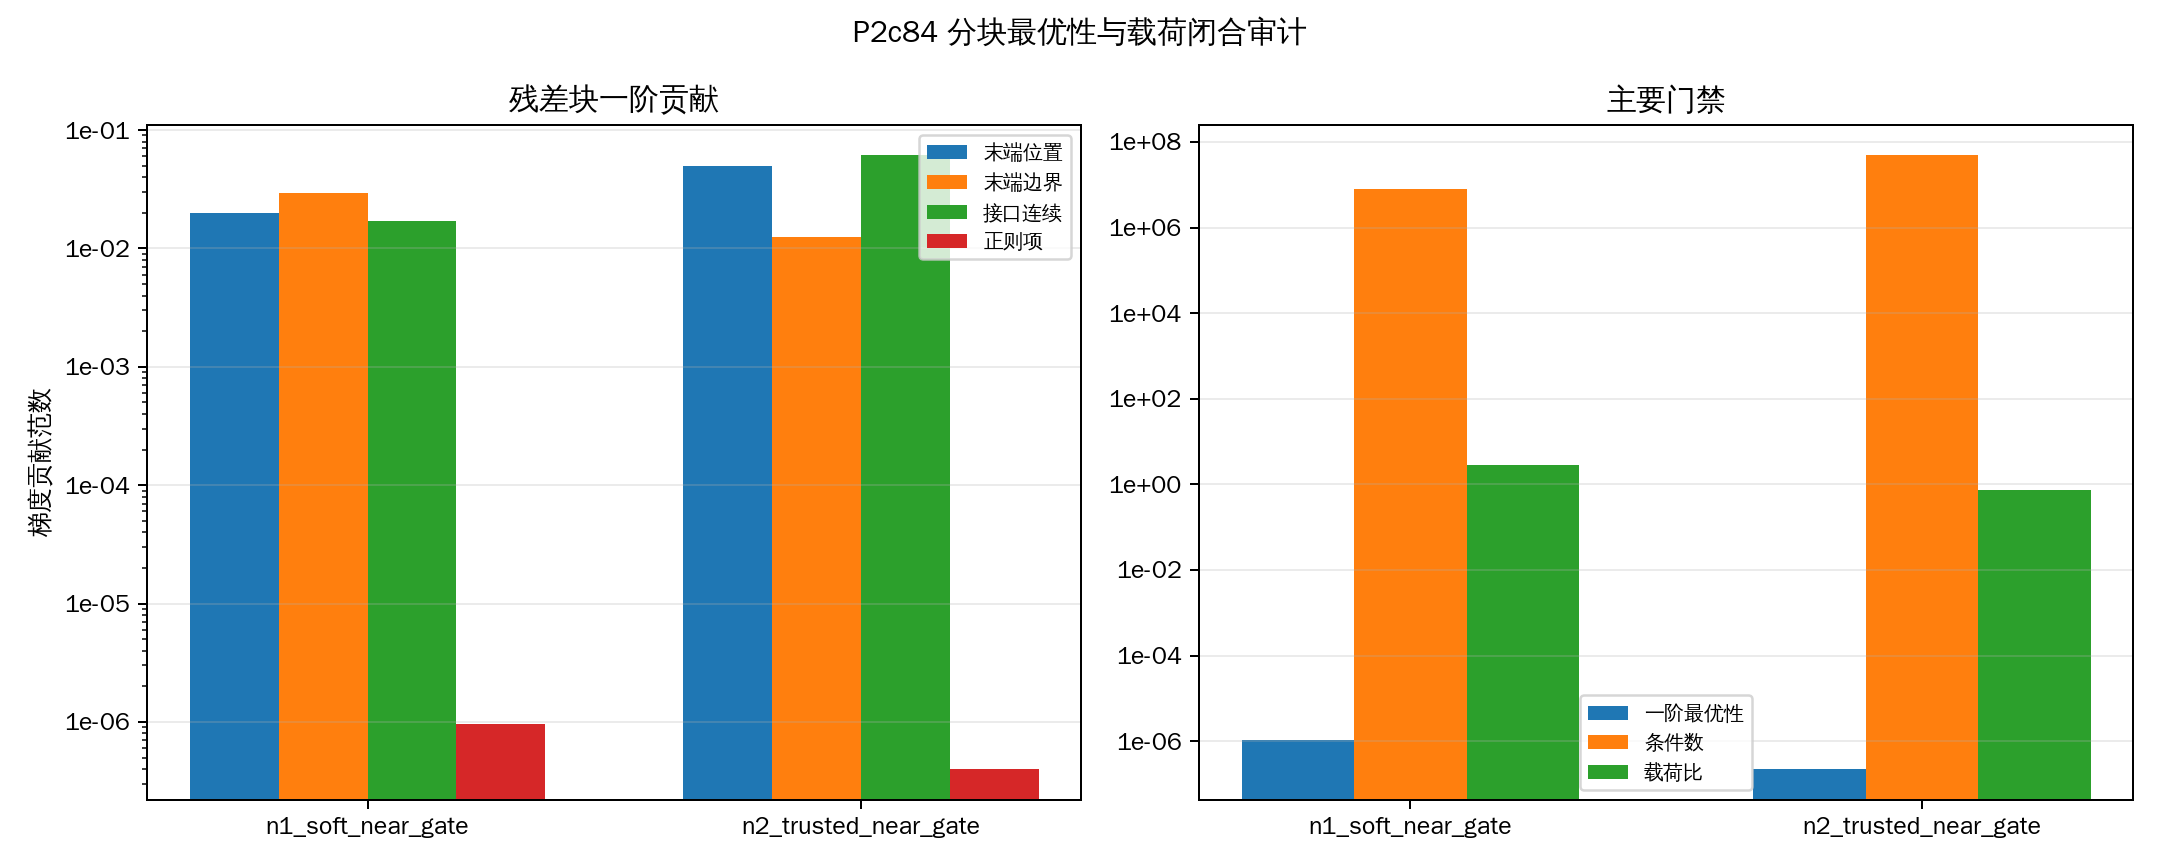 P2c84 分块最优性与载荷闭合审计
残差块一阶贡献
梯度贡献范数
1e-01
1e-02
1e-03
1e-04
1e-05
1e-06
末端位置
末端边界
接口连续
正则项
n1_soft_near_gate
n2_trusted_near_gate
主要门禁
1e+08
1e+06
1e+04
1e+02
1e+00
1e-02
1e-04
1e-06
一阶最优性
条件数
载荷比
n1_soft_near_gate
n2_trusted_near_gate